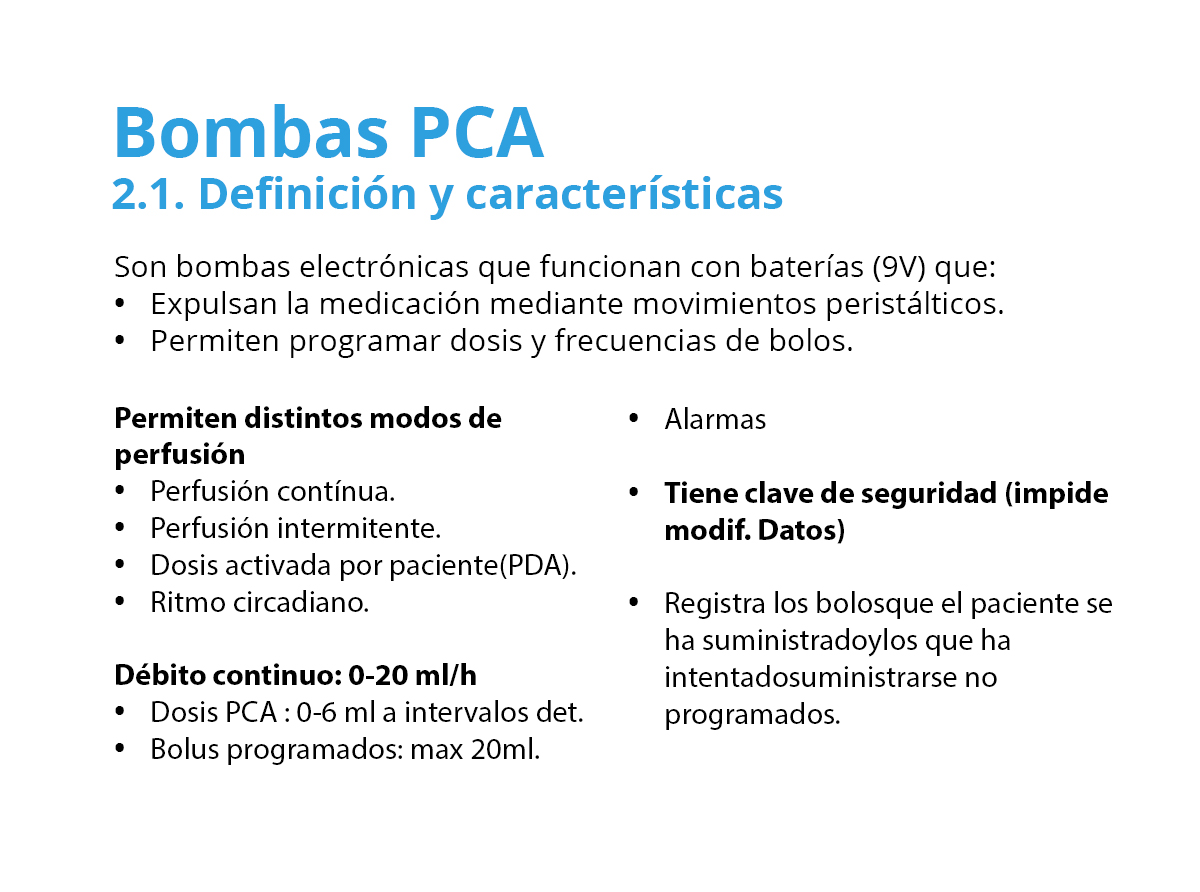 Bombas PCA
2.1. Definición y características
Son bombas electrónicas que funcionan con baterías (9V) que:
• Expulsan la medicación mediante movimientos peristálticos.
• Permiten programar dosis y frecuencias de bolos.
Permiten distintos modos de
perfusión
• Perfusión contínua.
• Perfusión intermitente.
• Dosis activada por paciente(PDA).
• Ritmo circadiano.
Débito continuo: 0-20 ml/h
• Dosis PCA : 0-6 ml a intervalos det.
• Bolus programados: max 20ml.
• Alarmas
• Tiene clave de seguridad (impide
modif. Datos)
• Registra los bolosque el paciente se
ha suministradoylos que ha
intentadosuministrarse no
programados.